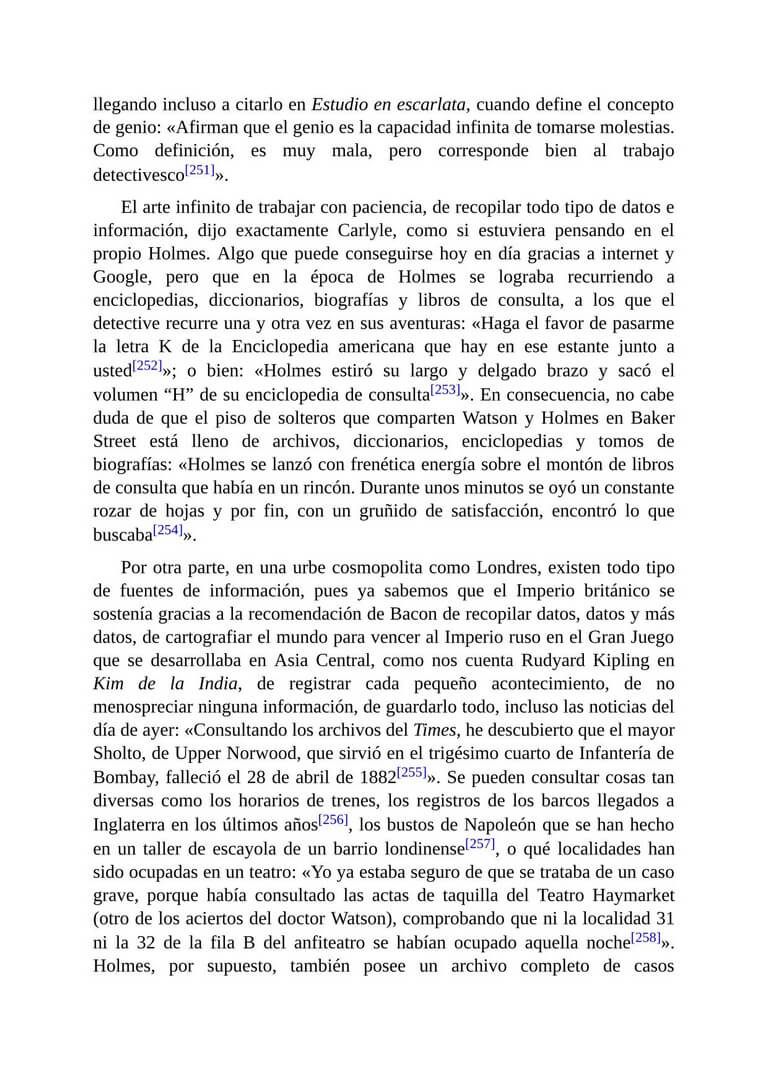 llegando incluso a citarlo en Estudio en escarlata, cuando define el concepto
de genio: «Afirman que el genio es la capacidad infinita de tomarse molestias.
Como definición, es muy mala, pero corresponde bien al trabajo
detectivesco[251]».
El arte infinito de trabajar con paciencia, de recopilar todo tipo de datos e
información, dijo exactamente Carlyle, como si estuviera pensando en el
propio Holmes. Algo que puede conseguirse hoy en día gracias a internet y
Google, pero que en la época de Holmes se lograba recurriendo a
enciclopedias, diccionarios, biografías y libros de consulta, a los que el
detective recurre una y otra vez en sus aventuras: «Haga el favor de pasarme
la letra K de la Enciclopedia americana que hay en ese estante junto a
usted[252]»; o bien: «Holmes estiró su largo y delgado brazo y sacó el
volumen “H” de su enciclopedia de consulta[253]». En consecuencia, no cabe
duda de que el piso de solteros que comparten Watson y Holmes en Baker
Street está lleno de archivos, diccionarios, enciclopedias y tomos de
biografías: «Holmes se lanzó con frenética energía sobre el montón de libros
de consulta que había en un rincón. Durante unos minutos se oyó un constante
rozar de hojas y por fin, con un gruñido de satisfacción, encontró lo que
buscaba[254]».
Por otra parte, en una urbe cosmopolita como Londres, existen todo tipo
de fuentes de información, pues ya sabemos que el Imperio británico se
sostenía gracias a la recomendación de Bacon de recopilar datos, datos y más
datos, de cartografiar el mundo para vencer al Imperio ruso en el Gran Juego
que se desarrollaba en Asia Central, como nos cuenta Rudyard Kipling en
Kim de la India, de registrar cada pequeño acontecimiento, de no
menospreciar ninguna información, de guardarlo todo, incluso las noticias del
día de ayer: «Consultando los archivos del Times, he descubierto que el mayor
Sholto, de Upper Norwood, que sirvió en el trigésimo cuarto de Infantería de
Bombay, falleció el 28 de abril de 1882[255]». Se pueden consultar cosas tan
diversas como los horarios de trenes, los registros de los barcos llegados a
Inglaterra en los últimos años[256], los bustos de Napoleón que se han hecho
en un taller de escayola de un barrio londinense[257], o qué localidades han
sido ocupadas en un teatro: «Yo ya estaba seguro de que se trataba de un caso
grave, porque había consultado las actas de taquilla del Teatro Haymarket
(otro de los aciertos del doctor Watson), comprobando que ni la localidad 31
ni la 32 de la fila B del anfiteatro se habían ocupado aquella noche[258]».
Holmes, por supuesto, también posee un archivo completo de casos